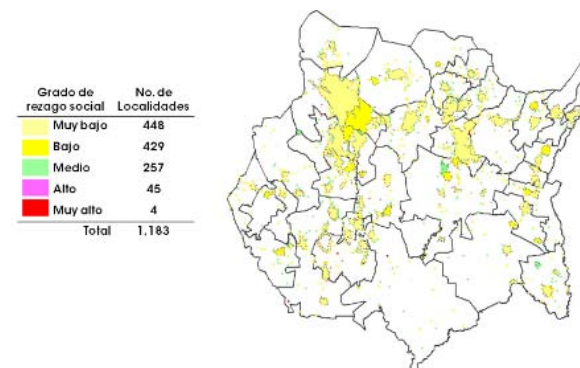 Grado de rezago social No. de Localidades
Muy bajo 448
Bajo 429
Medio 257
Alto 45
Muy alto 4
Total 1,183